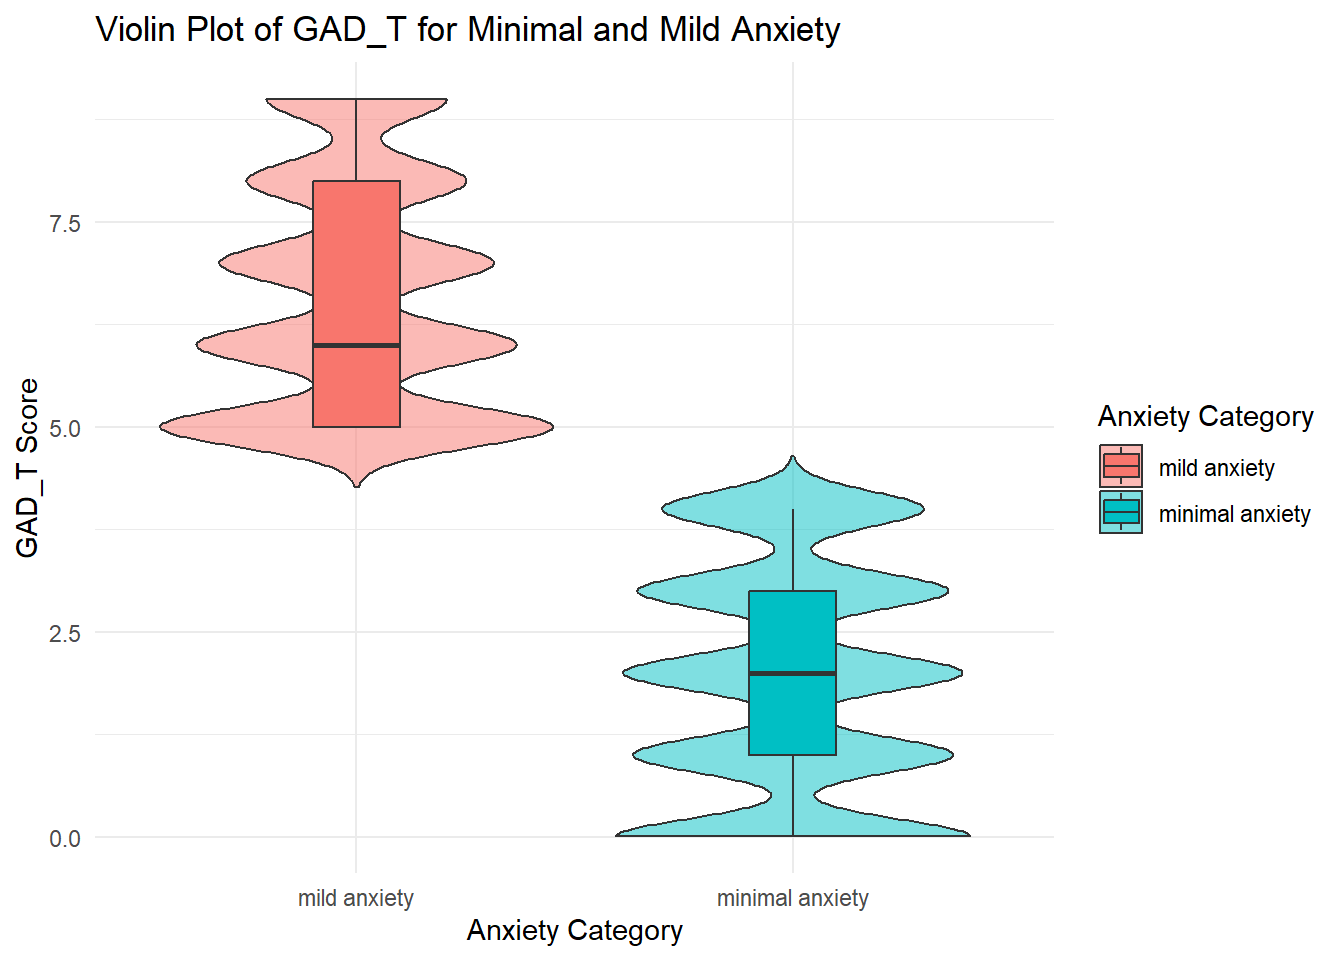 Violin Plot of GAD_T for Minimal and Mild Anxiety
GAD_T Score
7.5
5.0
2.5
0.0
mild anxiety
minimal anxiety
Anxiety Category
Anxiety Category
mild anxiety
minimal anxiety